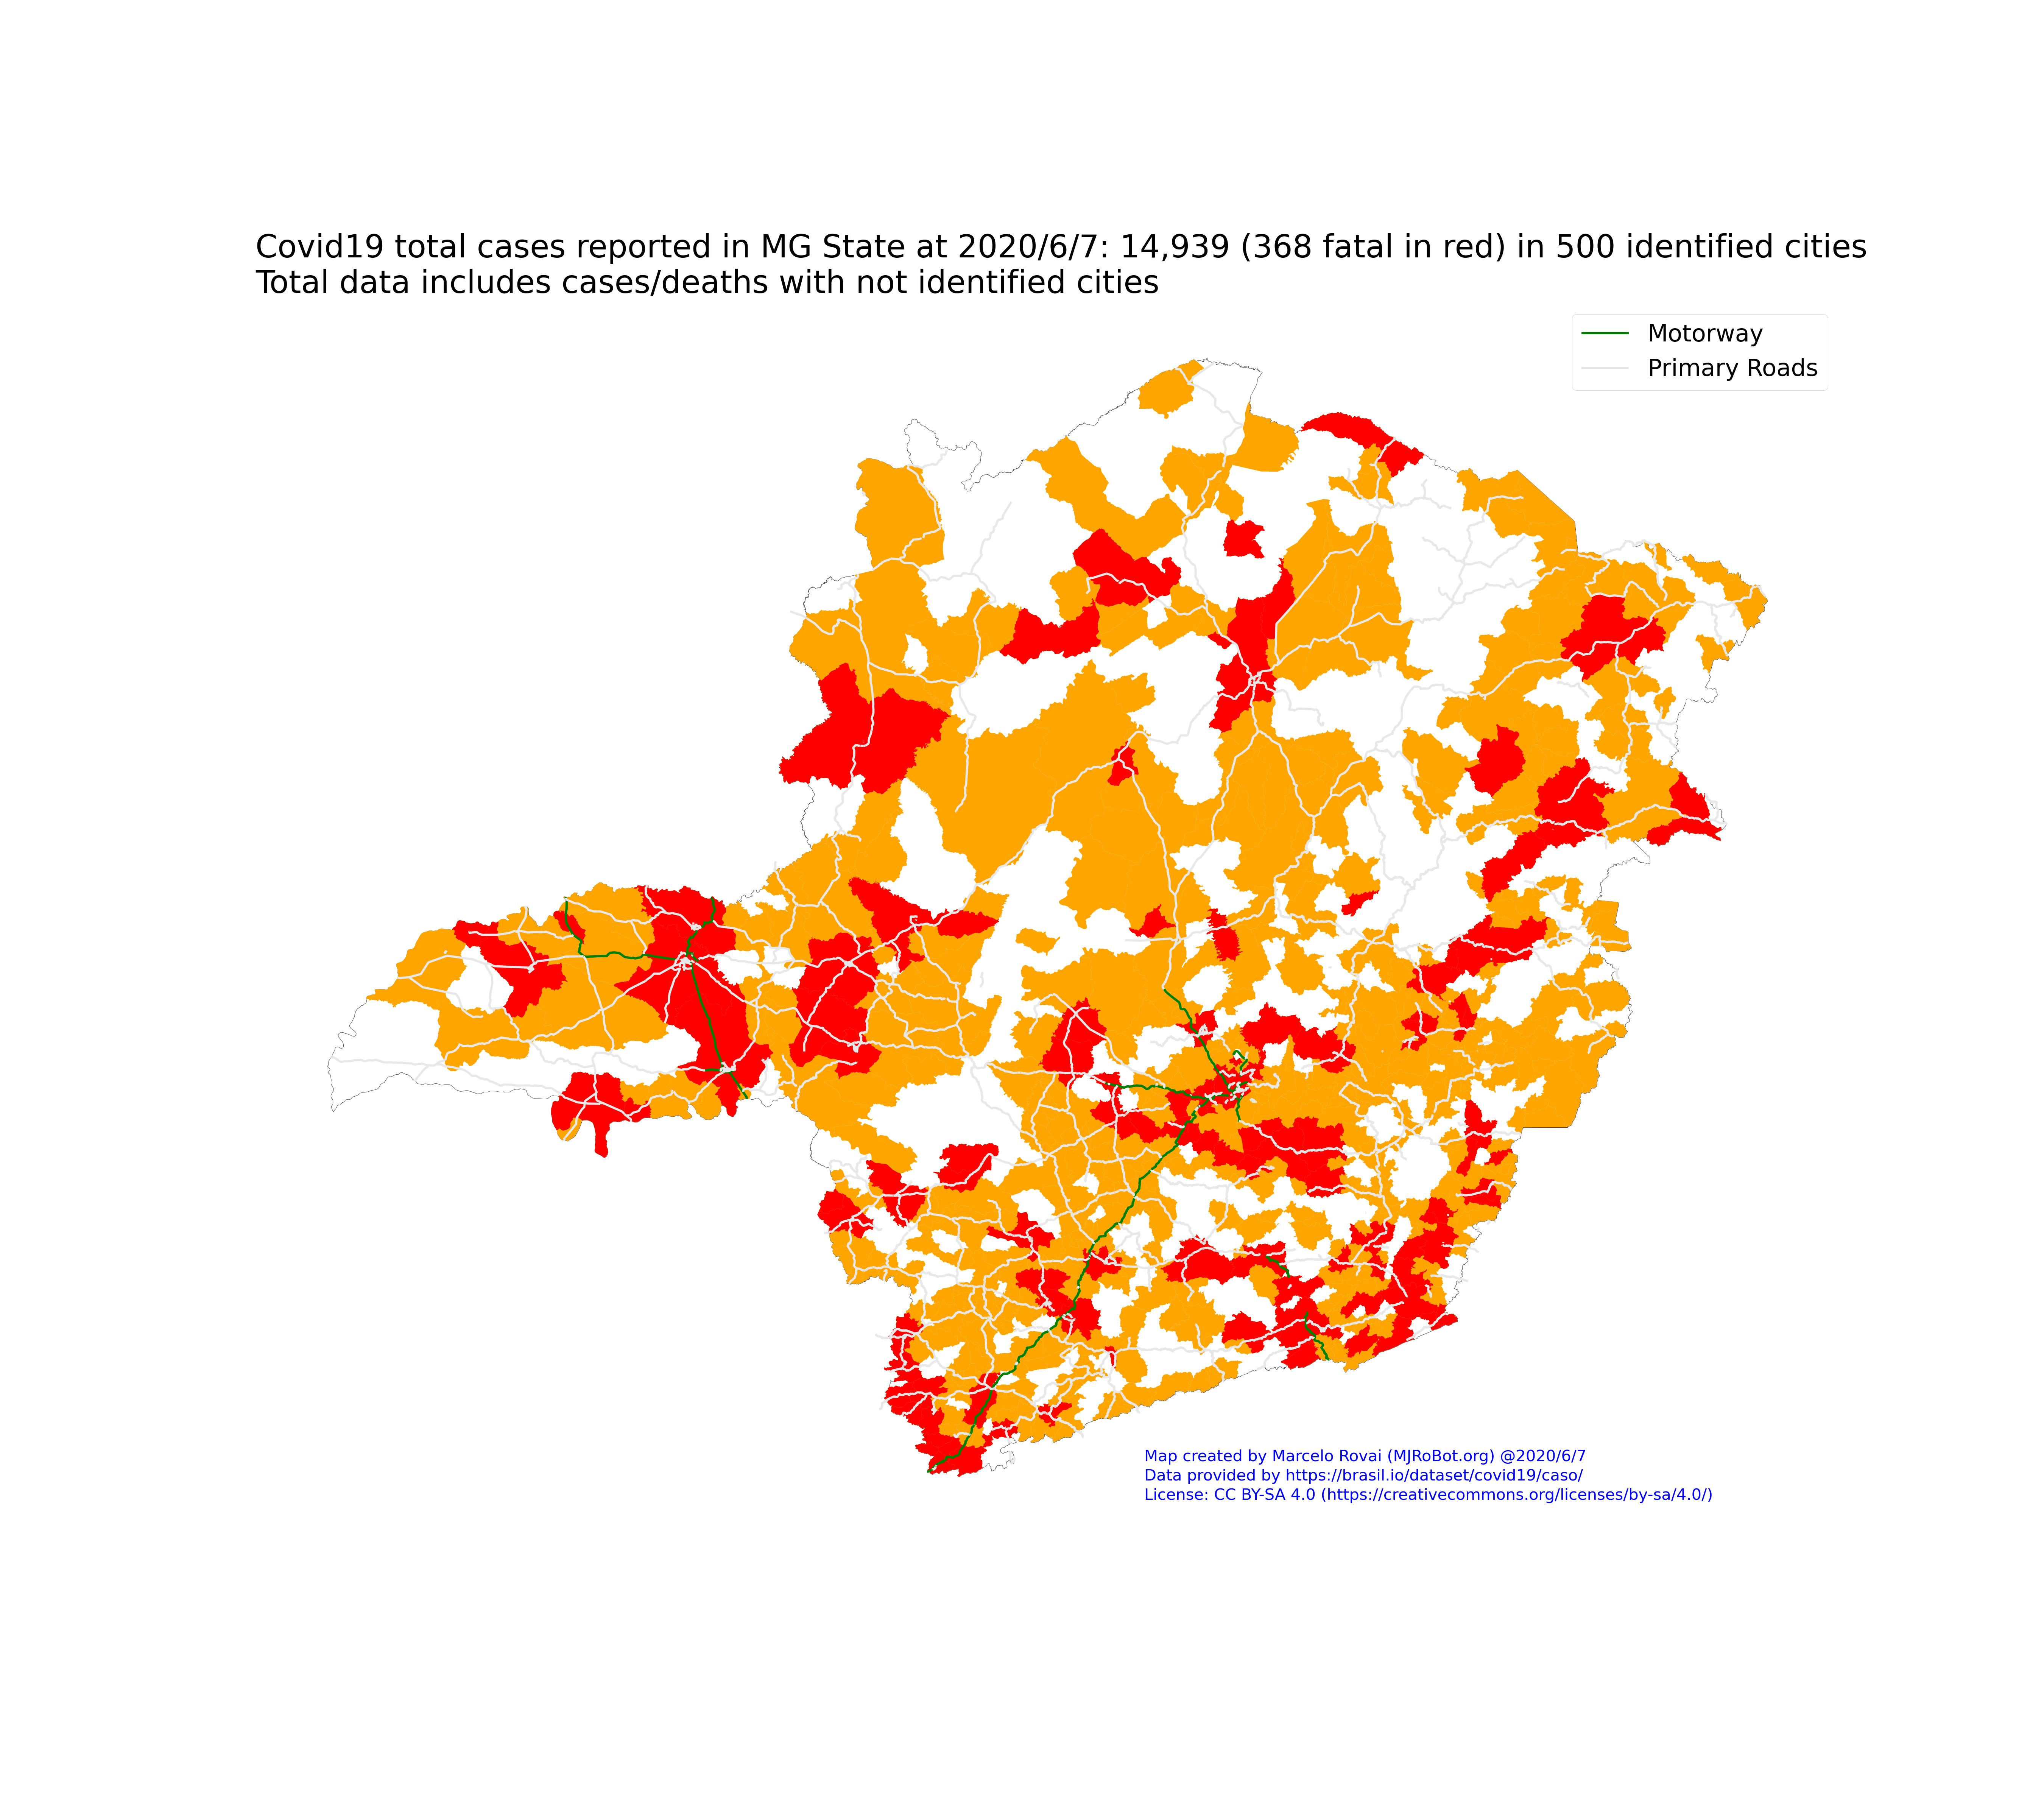 Covid19 total cases reported in MG State at 2020/6/7: 14,939 (368 fatal in red) in 500 identified cities
Total data includes cases/deaths with not identified cities
Motorway
Primary Roads
Map created by Marcelo Rovai (MJRoBot.org) @2020/6/7
Data provided by https://brasil.io/dataset/covid19/caso/
License: CC BY-SA 4.0 (https://creativecommons.org/licenses/by-sa/4.0/)